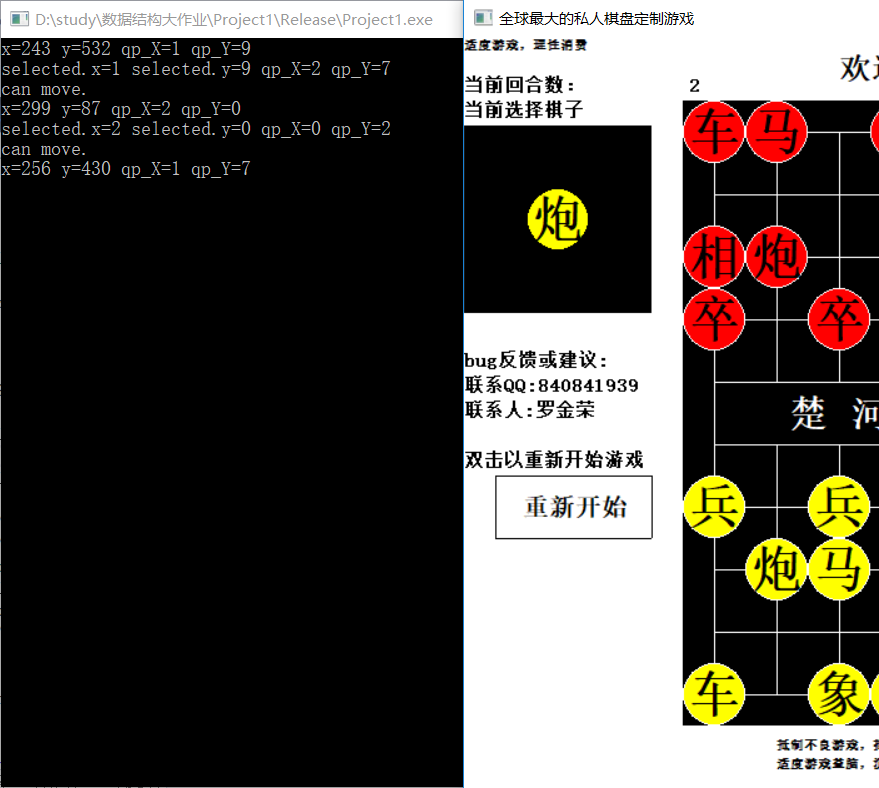 D:\study\数据结构大作业\Project1\Release\Project1.exe
x=243 y=532 qp_X=1 qp_Y=9
selected.x=1 selected.y=9 qp_X=2 qp_Y=7
can move.
x=299 y=87 qp_X=2 qp_Y=0
selected.x=2 selected.y=0 qp_X=0 qp_Y=2
can move.
x=256 y=430 qp_X=1 qp_Y=7
全球最大的私人棋盘定制游戏
适度游戏，理性消费
当前回合数：
当前选择棋子
炮
bug反馈或建议：
联系QQ:840841939
联系人:罗金荣
双击以重新开始游戏
重新开始
欢
2
车 马
相 炮
卒 卒
楚 河
兵 兵
炮 马
车 象
抵制不良游戏，
适度游戏益脑，